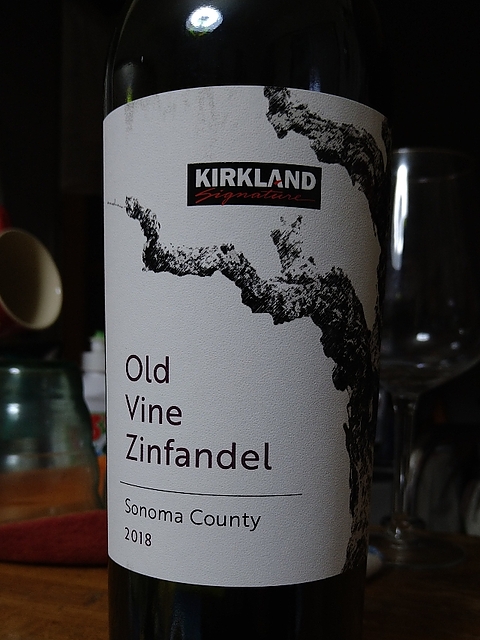 KIRKLAND
Signature
Old
Vine
Zinfandel
Sonoma County
2018